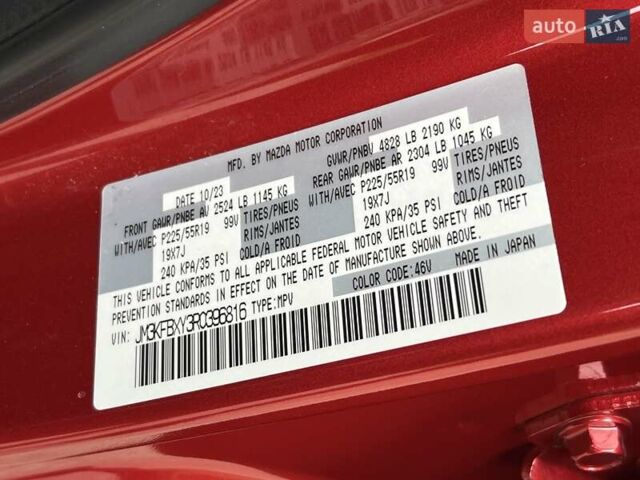 auto RIA.com
MFD. BY MAZDA MOTOR CORPORATION
DATE 10/23 GVWR/PNBV 4828 LB 2190 KG
FRONT GAWR/PNBE AV 2524 LB 1145 KG REAR GAWR/PNBE AR 2304 LB 1045 KG
WITH/AVEC P225/55R19 99V TIRES/PNEUS WITH/AVEC P225/55R19 99V TIRES/PNEUS
19X7J RIMS/JANTES 19X7J RIMS/JANTES
240 KPA/35 PSI COLD/A FROID 240 KPA/35 PSI COLD/A FROID
THIS VEHICLE CONFORMS TO ALL APPLICABLE FEDERAL MOTOR VEHICLE SAFETY AND THEFT
PREVENTION STANDARDS IN EFFECT ON THE DATE OF MANUFACTURE SHOWN ABOVE.
COLOR CODE:46V MADE IN JAPAN
VIN: JM3KFBXY3R0396816 TYPE:MPV